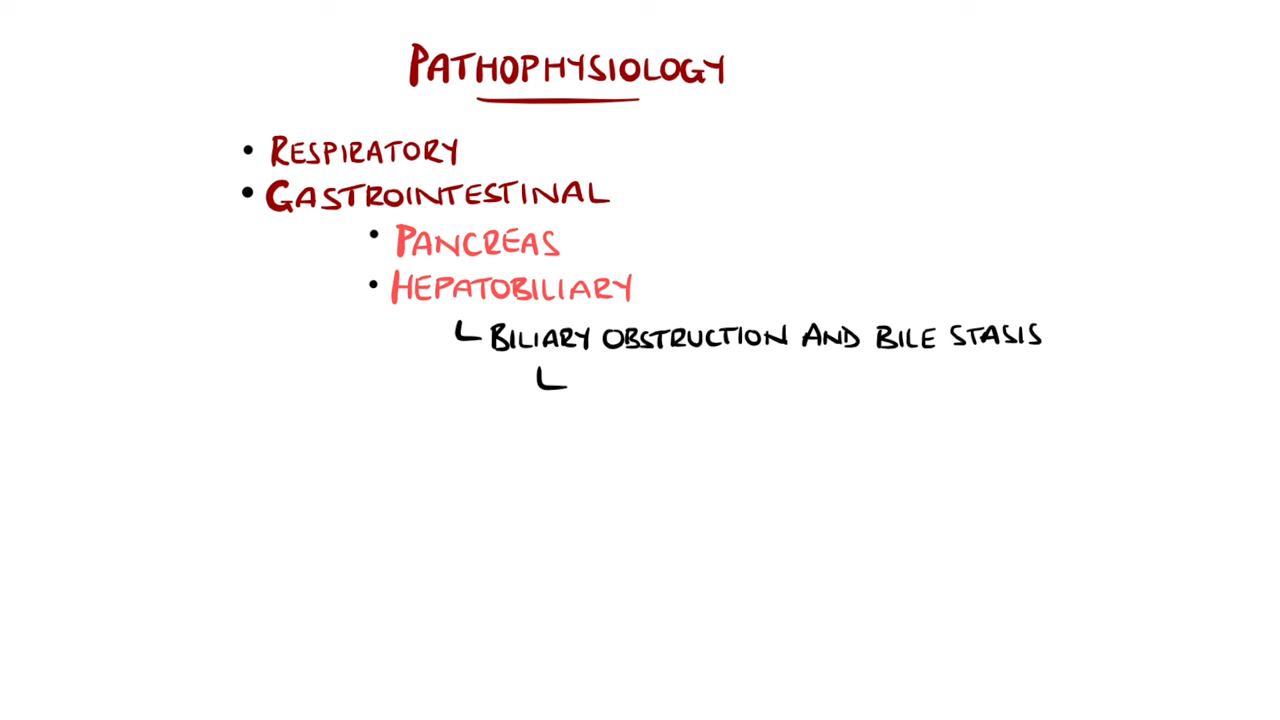 PATHOPHYSIOLOGY
• RESPIRATORY
• GASTROINTESTINAL
• PANCREAS
• HEPATOBILIARY
BILIARY OBSTRUCTION AND BILE STASIS